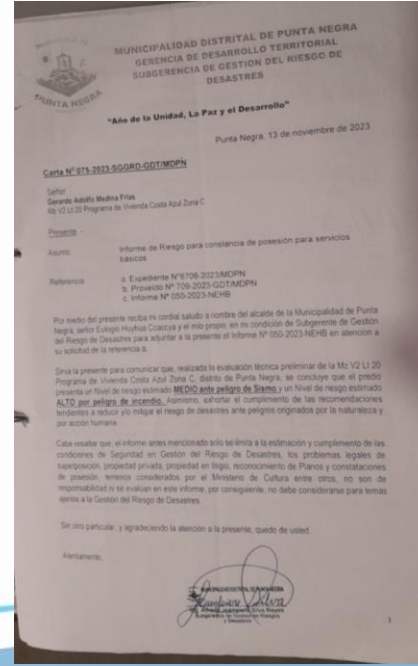 MUNICIPALIDAD DISTRITAL DE PUNTA NEGRA
GERENCIA DE DESARROLLO TERRITORIAL
SUBGERENCIA DE GESTION DEL RIESGO DE
DESASTRES
PUNTA NEGRA
"Año de la Unidad, La Paz y el Desarrollo"
Punta Negra, 13 de noviembre de 2023
Carta N° 075-2023-SGGRD-GDT/MDPN
Señor
Gerardo Adolfo Medina Frias
Mz V2 Lt 20 Programa de Vivienda Costa Azul Zona C
Presente.-
Asunto: Informe de Riesgo para constancia de posesión para servicios
básicos
Referencia: a. Expediente N°6706-2023/MDPN
b. Proveído N° 709-2023-GDT/MDPN
c. Informe N° 050-2023-NEHB
Por medio del presente reciba mi cordial saludo a nombre del alcalde de la Municipalidad de Punta
Negra, señor Eulogio Huyhua Ccaccya y el mio propio, en mi condición de Subgerente de Gestión
del Riesgo de Desastres para adjuntar a la presente el Informe N° 050-2023-NEHB en atención a
su solicitud de la referencia a.
Sirva la presente para comunicar que, realizada la evaluación técnica preliminar de la Mz V2 Lt 20
Programa de Vivienda Costa Azul Zona C, distrito de Punta Negra, se concluye que el predio
presenta un Nivel de riesgo estimado MEDIO ante peligro de Sismo y un Nivel de riesgo estimado
ALTO por peligro de incendio. Asimismo, exhortar el cumplimiento de las recomendaciones
tendentes a reducir y/o mitigar el riesgo de desastres ante peligros originados por la naturaleza y
por acción humana.
Cabe resaltar que, el informe antes mencionado solo se limita a la estimación y cumplimiento de las
condiciones de Seguridad en Gestión del Riesgo de Desastres, los problemas legales de
superposición, propiedad privada, propiedad en litigio, reconocimiento de Planos y constataciones
de posesión, terrenos considerados por el Ministerio de Cultura entre otros, no son de
responsabilidad ni se evalúan en este informe, por consiguiente, no debe considerarse para temas
ajenos a la Gestión del Riesgo de Desastres.
Sin otro particular, y agradeciendo la atención a la presente, quedo de usted.
Atentamente,
MUNICIPALIDAD DISTRITAL DE PUNTA NEGRA
Silva Reyes
y Desastres
1